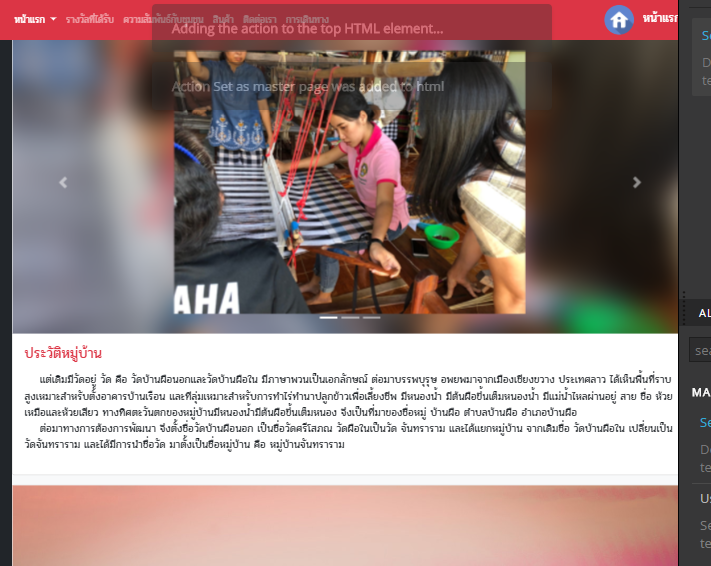 หน้าแรก รางวัลที่ได้รับ ความสัมพันธ์กับชุมชน สินค้า ติดต่อเรา การเดินทาง
หน้าแรก
Adding the action to the top HTML element...
Action Set as master page was added to html
AHA
ประวัติหมู่บ้าน
แต่เดิมมีวัดอยู่ วัด คือ วัดบ้านผือนอกและวัดบ้านผือใน มีภาษาพวนเป็นเอกลักษณ์ ต่อมาบรรพบุรุษ อพยพมาจากเมืองเชียงขวาง ประเทศลาว ได้เห็นพื้นที่ราบ
สูงเหมาะสำหรับตั้งอาคารบ้านเรือน และที่ลุ่มเหมาะสำหรับการทำไร่ทำนาปลูกข้าวเพื่อเลี้ยงชีพ มีหนองน้ำ มีต้นผือขึ้นเต็มหนองน้ำ มีแม่น้ำไหลผ่านอยู่ สาย ชื่อ ห้วย
เหมือและห้วยเสียว ทางทิศตะวันตกของหมู่บ้านมีหนองน้ำมีต้นผือขึ้นเต็มหนอง จึงเป็นที่มาของชื่อหมู่ บ้านผือ ตำบลบ้านผือ อำเภอบ้านผือ
ต่อมาทางการต้องการพัฒนา จึงตั้งชื่อวัดบ้านผือนอก เป็นชื่อวัดศรีโสภณ วัดผือในเป็นวัด จันทราราม และได้แยกหมู่บ้าน จากเดิมชื่อ วัดบ้านผือใน เปลี่ยนเป็น
วัดจันทราราม และได้มีการนำชื่อวัด มาตั้งเป็นชื่อหมู่บ้าน คือ หมู่บ้านจันทราราม
AL
sea
MA